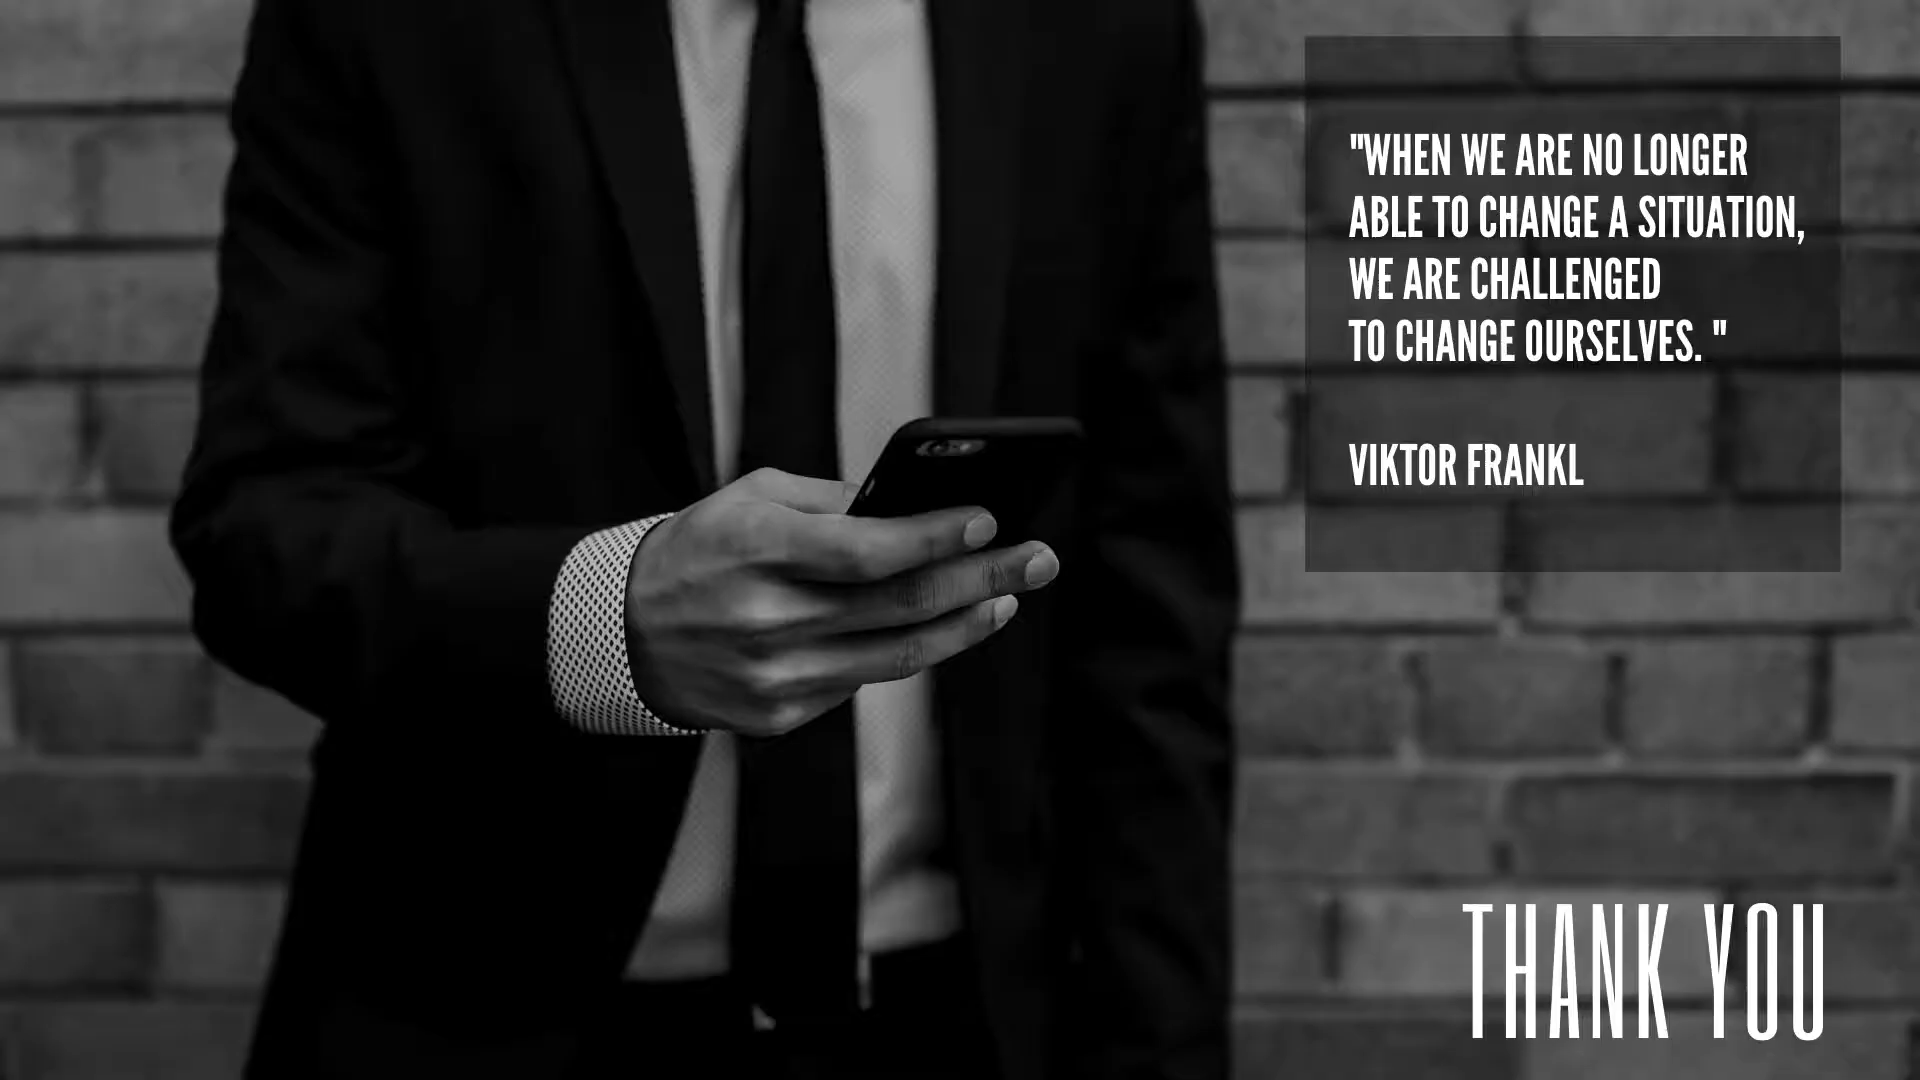 "WHEN WE ARE NO LONGER
ABLE TO CHANGE A SITUATION,
WE ARE CHALLENGED
TO CHANGE OURSELVES. "
VIKTOR FRANKL
THANK YOU